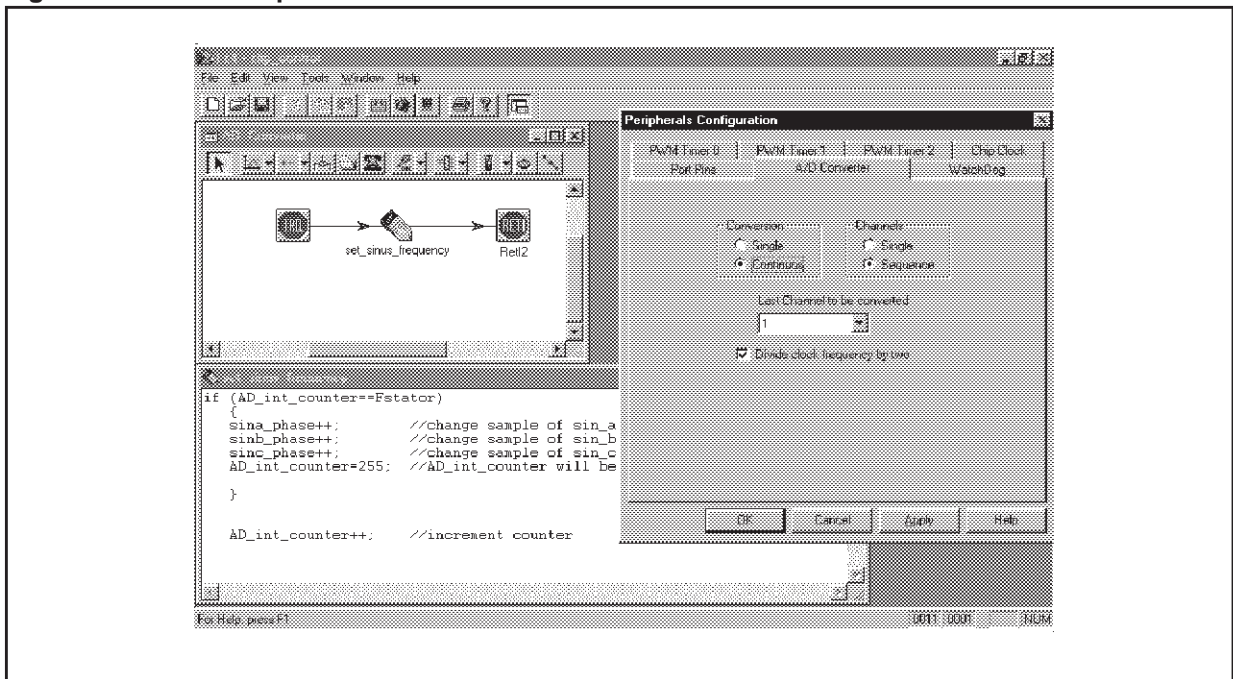 File Edit View Tools Window Help
set_sinus_frequency
RetI2
if (AD_int_counter==Fstator)
{
sina_phase++; //change sample of sin_a
sinb_phase++; //change sample of sin_b
sinc_phase++; //change sample of sin_c
AD_int_counter=255; //AD_int_counter will be
}
AD_int_counter++; //increment counter
Peripherals Configuration
PWM Timer 0 PWM Timer 1 PWM Timer 2 Chip Clock
Port Pins A/D Converter WatchDog
Conversion Channels
Single Single
Continuos Sequence
Last Channel to be converted
1
Divide clock frequency by two
OK Cancel Apply Help
For Help, press F1 0011 0001 NUM